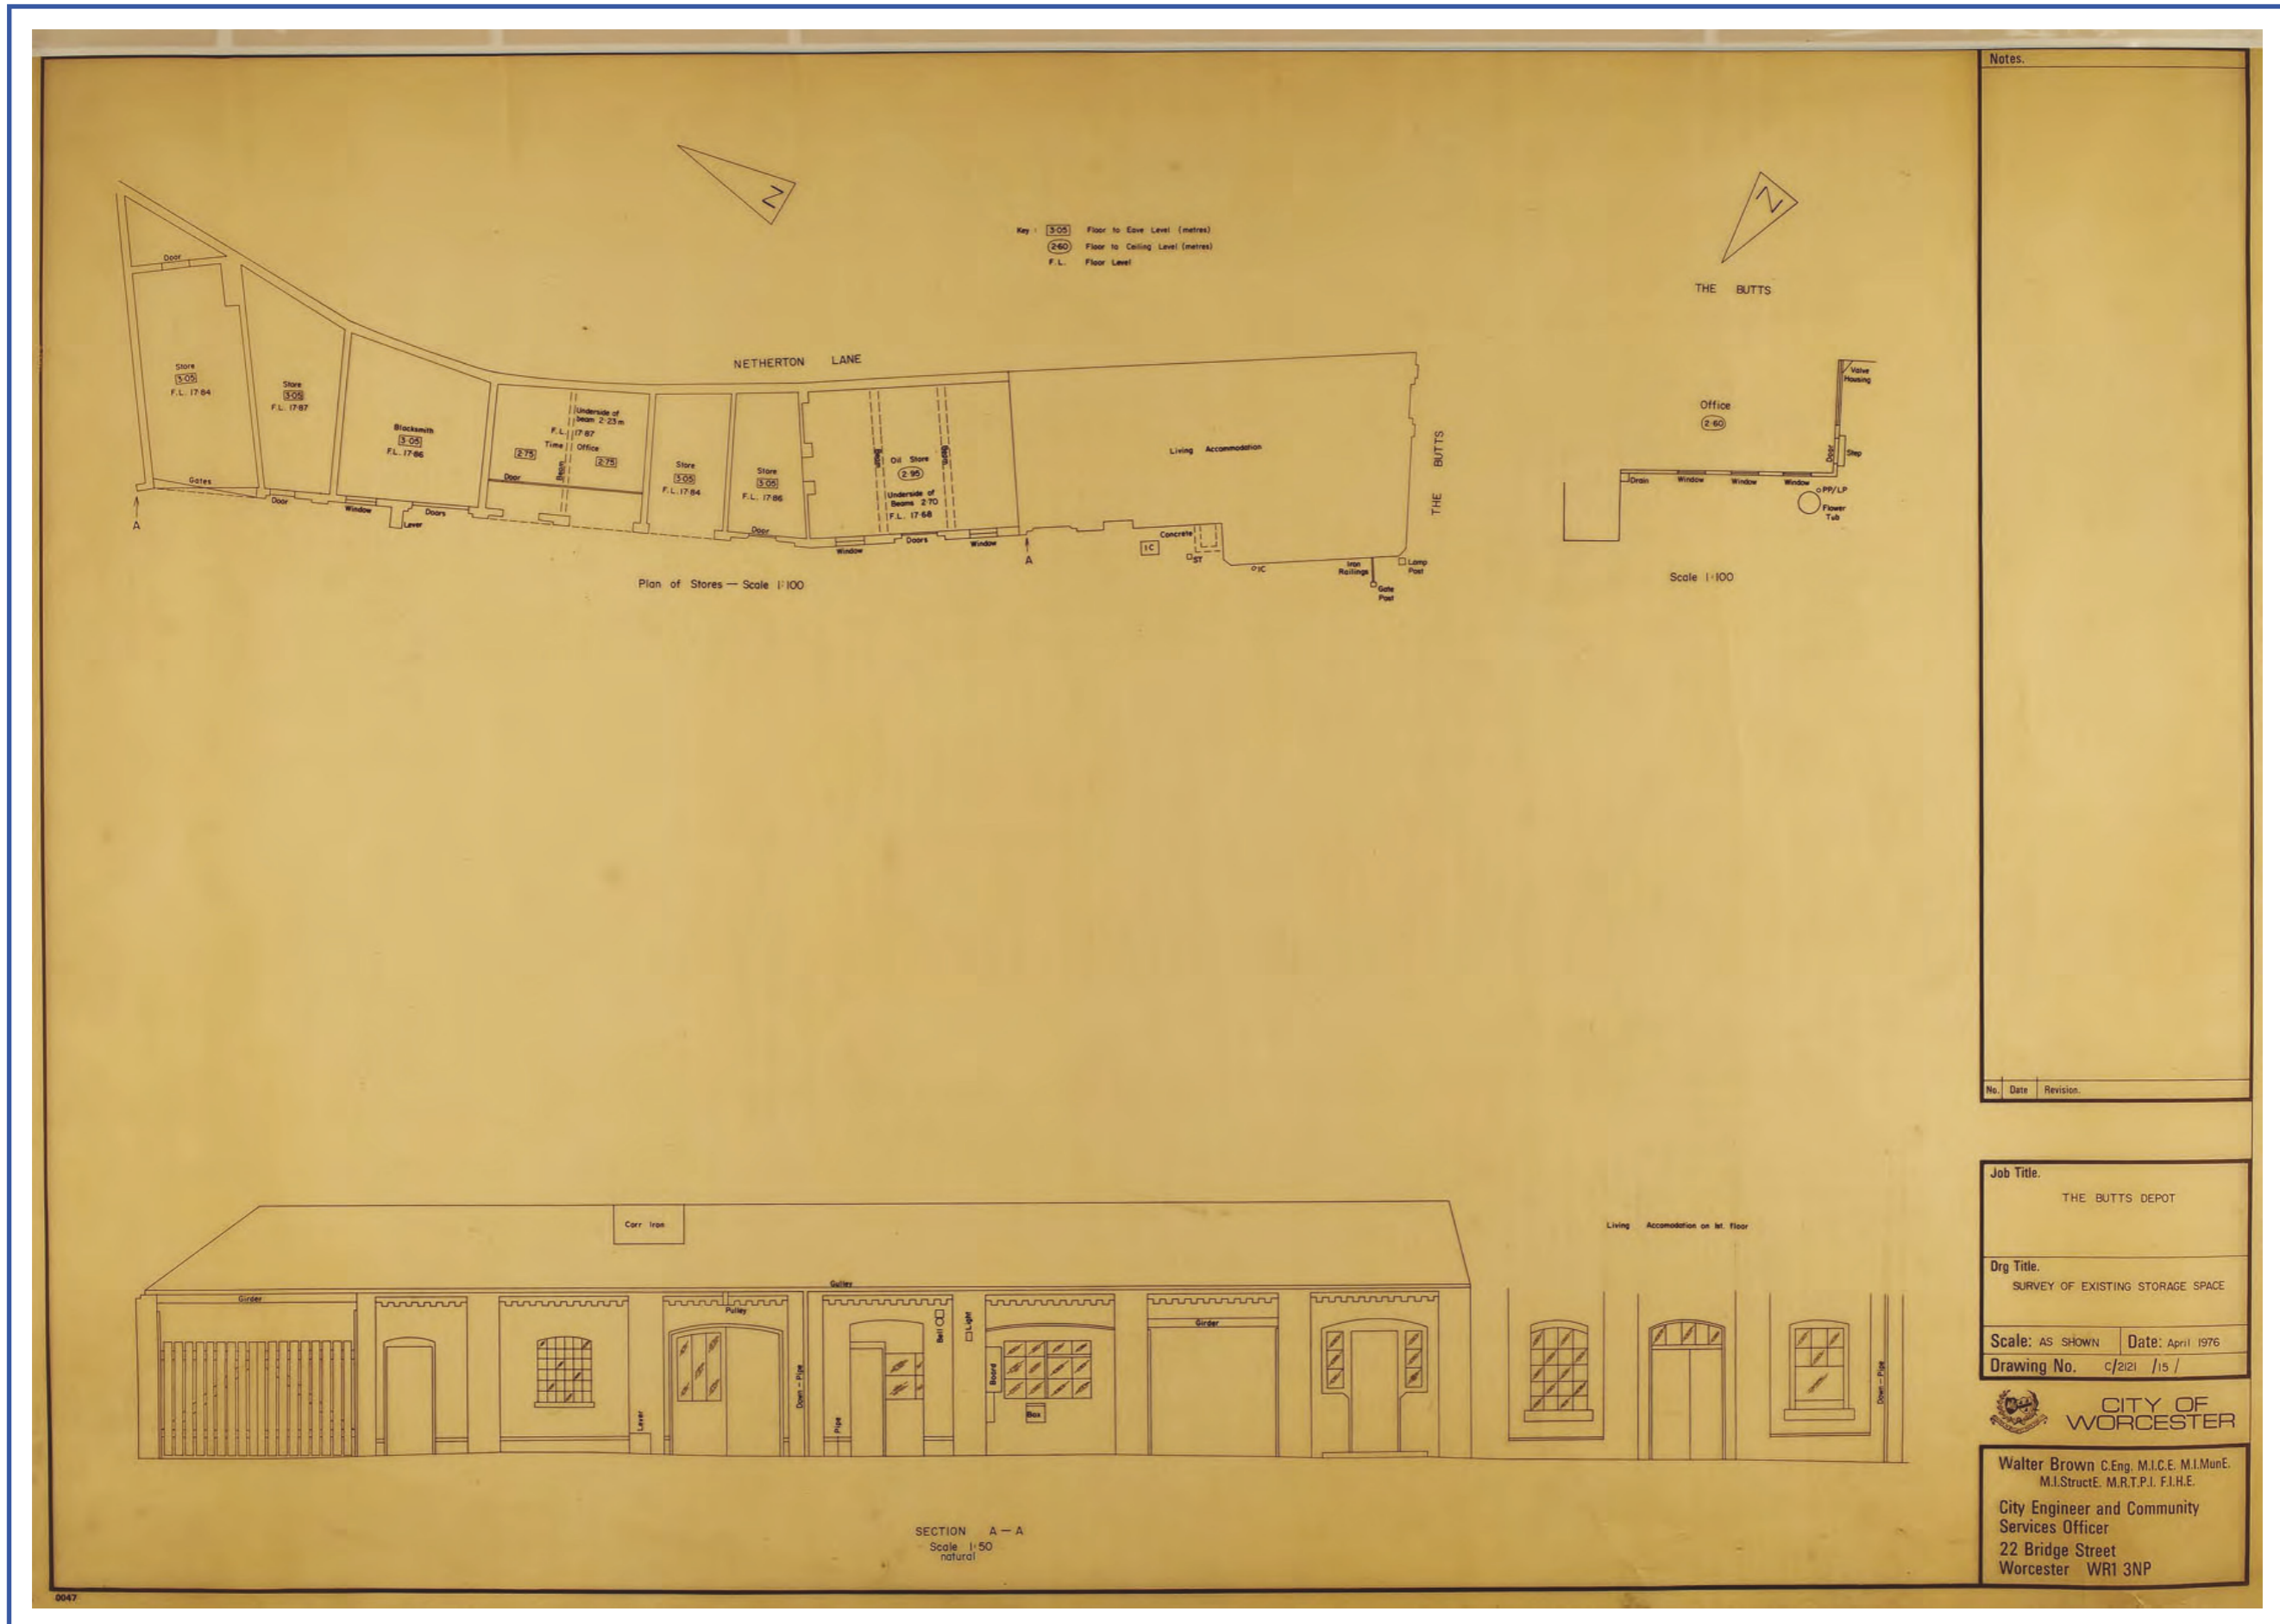 Notes.
Key :
3·05 Floor to Eave Level (metres)
2·60 Floor to Ceiling Level (metres)
F.L. Floor Level
N
N
THE BUTTS
NETHERTON LANE
Door
Store
3·05
F.L. 17·84
Gates
A
Store
3·05
F.L. 17·87
Door
Blacksmith
3·05
F.L. 17·86
Window
Lever
Doors
Underside of
beam 2·23m
F.L. 17·87
Time Office
2·75
2·75
Door
Beam
Store
3·05
F.L. 17·84
Store
3·05
F.L. 17·86
Door
Beam
Beam
Oil Store
2·95
Underside of
Beams 2·70
F.L. 17·68
Window
Doors
Window
A
Living Accommodation
THE BUTTS
Concrete
IC
ST
IC
Iron
Railings
Lamp
Post
Gate
Post
Plan of Stores — Scale 1:100
Office
2·60
Valve
Housing
Door
Step
Drain
Window
Window
Window
PP/LP
Flower
Tub
Scale 1:100
No. Date Revision.
Corr Iron
Living Accomodation on 1st. floor
Gulley
Girder
Pulley
Lever
Down - Pipe
Pipe
Bell
Light
Board
Box
Girder
Down - Pipe
SECTION A — A
Scale 1:50
natural
Job Title.
THE BUTTS DEPOT
Drg Title.
SURVEY OF EXISTING STORAGE SPACE
Scale: AS SHOWN Date: April 1976
Drawing No. C/2121 /15 /
CITY OF
WORCESTER
Walter Brown C.Eng. M.I.C.E. M.I.MunE.
M.I.StructE. M.R.T.P.I. F.I.H.E.
City Engineer and Community
Services Officer
22 Bridge Street
Worcester WR1 3NP
0047